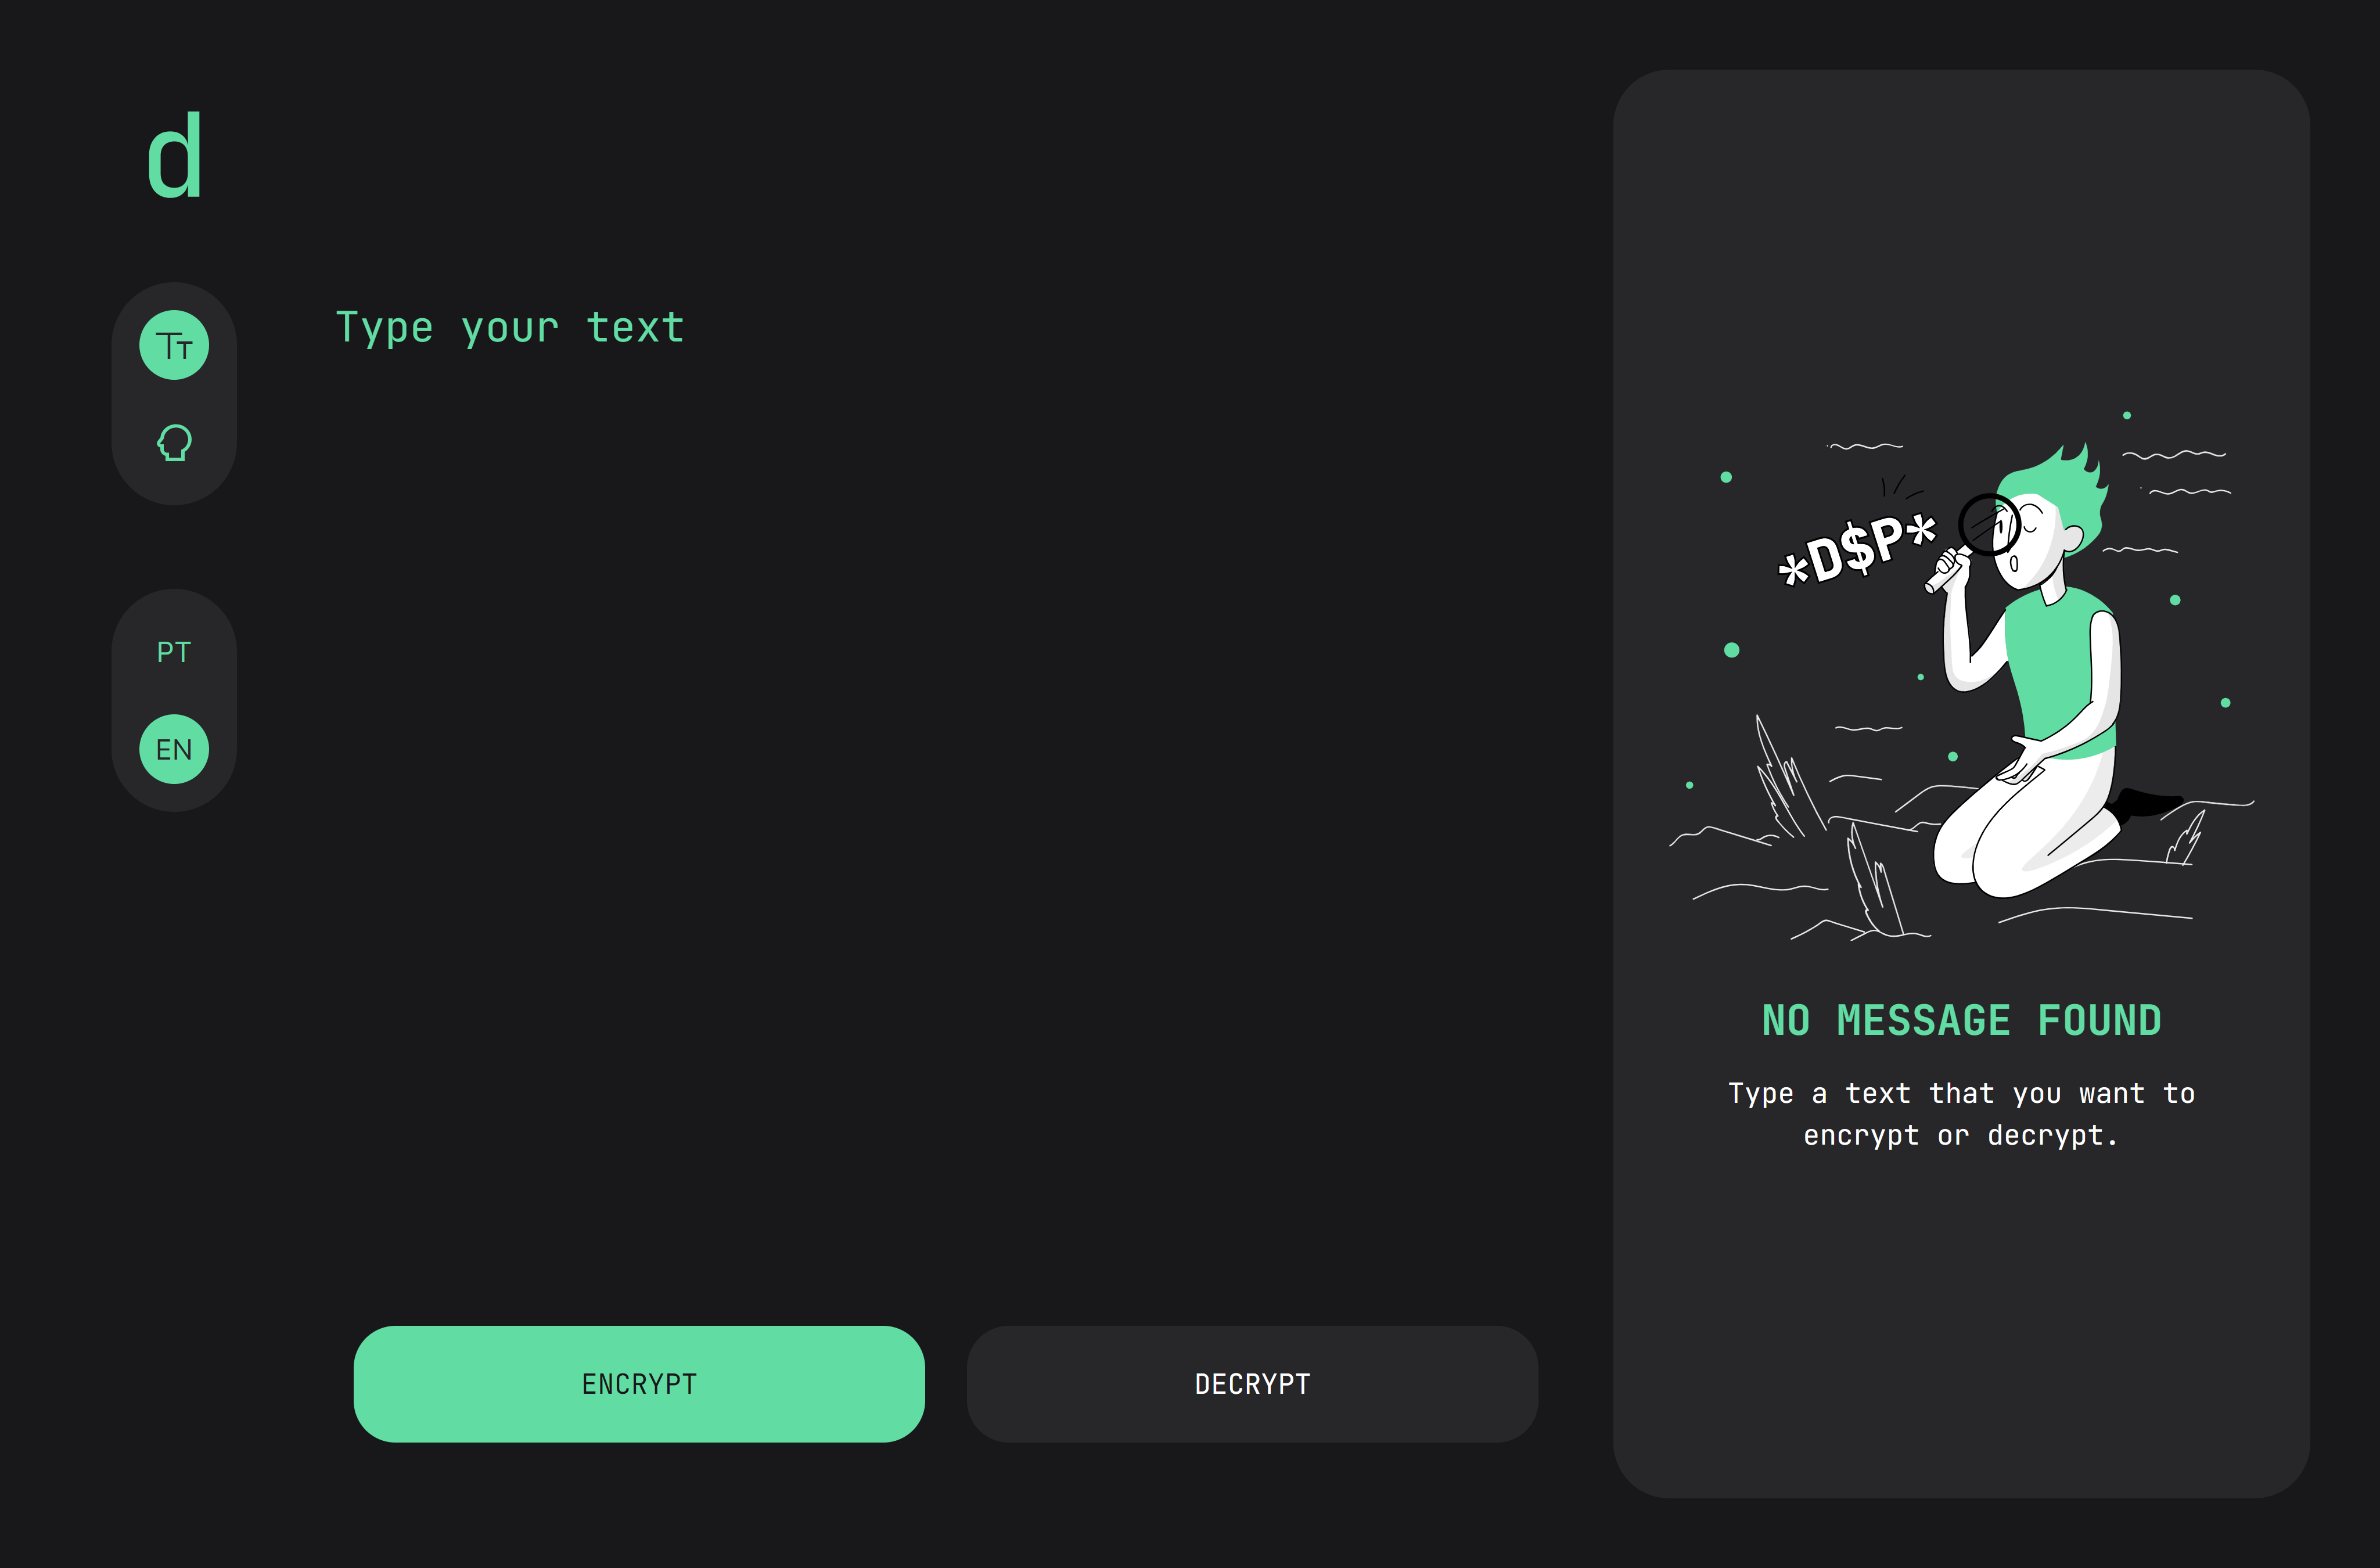 d
Tт
PT
EN
Type your text
ENCRYPT
DECRYPT
*D$P*
NO MESSAGE FOUND
Type a text that you want to
encrypt or decrypt.